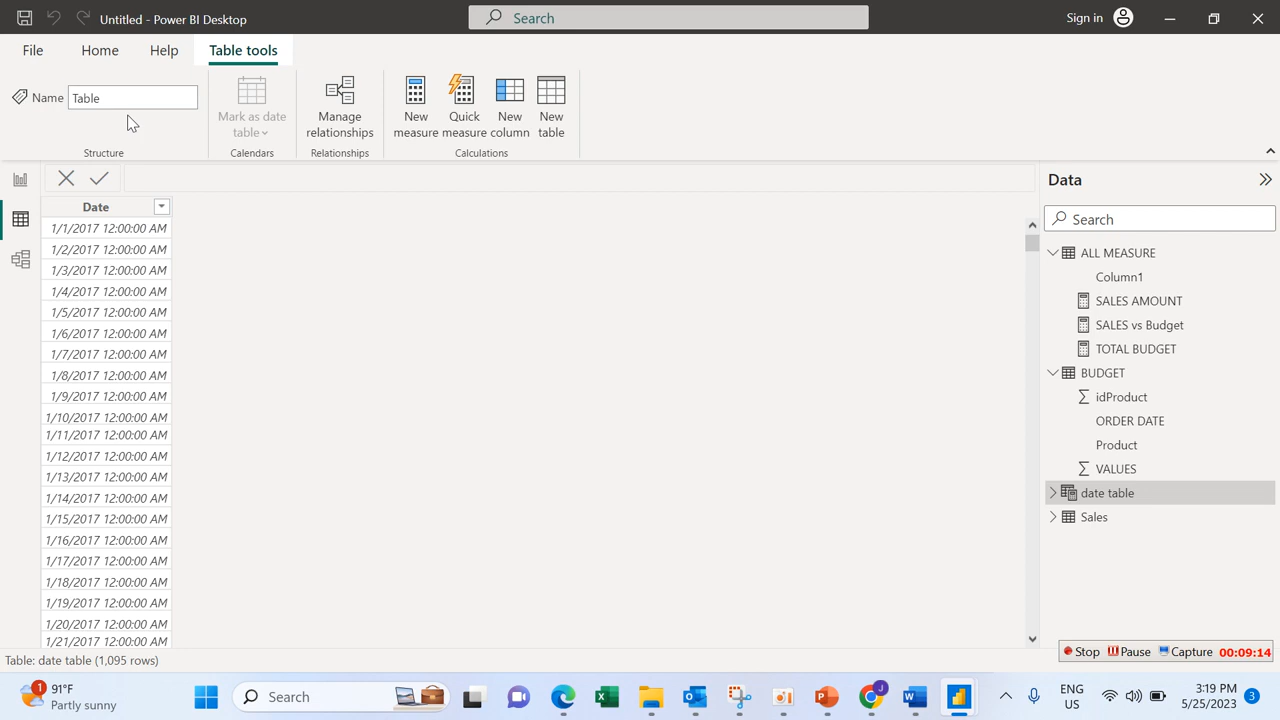 Untitled - Power BI Desktop
Search
Sign in
File
Home
Help
Table tools
Name
Table
Mark as date
table
Manage
relationships
New
measure
Quick
measure
New
column
New
table
Structure
Calendars
Relationships
Calculations
Date
1/1/2017 12:00:00 AM
1/2/2017 12:00:00 AM
1/3/2017 12:00:00 AM
1/4/2017 12:00:00 AM
1/5/2017 12:00:00 AM
1/6/2017 12:00:00 AM
1/7/2017 12:00:00 AM
1/8/2017 12:00:00 AM
1/9/2017 12:00:00 AM
1/10/2017 12:00:00 AM
1/11/2017 12:00:00 AM
1/12/2017 12:00:00 AM
1/13/2017 12:00:00 AM
1/14/2017 12:00:00 AM
1/15/2017 12:00:00 AM
1/16/2017 12:00:00 AM
1/17/2017 12:00:00 AM
1/18/2017 12:00:00 AM
1/19/2017 12:00:00 AM
1/20/2017 12:00:00 AM
1/21/2017 12:00:00 AM
Data
Search
ALL MEASURE
Column1
SALES AMOUNT
SALES vs Budget
TOTAL BUDGET
BUDGET
idProduct
ORDER DATE
Product
VALUES
date table
Sales
Table: date table (1,095 rows)
Stop Pause Capture 00:09:14
1
91°F
Partly sunny
Search
ENG
US
3:19 PM
5/25/2023
3